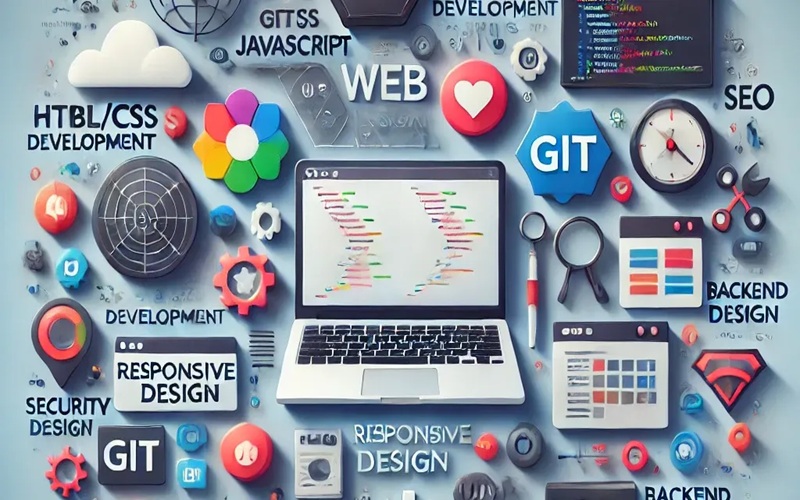 DEVELOPMENT
GITSS
JAVASCRIPT
WEB
SEO
HTBL/CSS
DEVELOPMENT
GIT
BACKEND
DESIGN
DEVELOPMENT
RESPONSIVE
DESIGN
SECURITY
DESIGN
GIT
RESPONSIVE
DESIGN
BACKEND